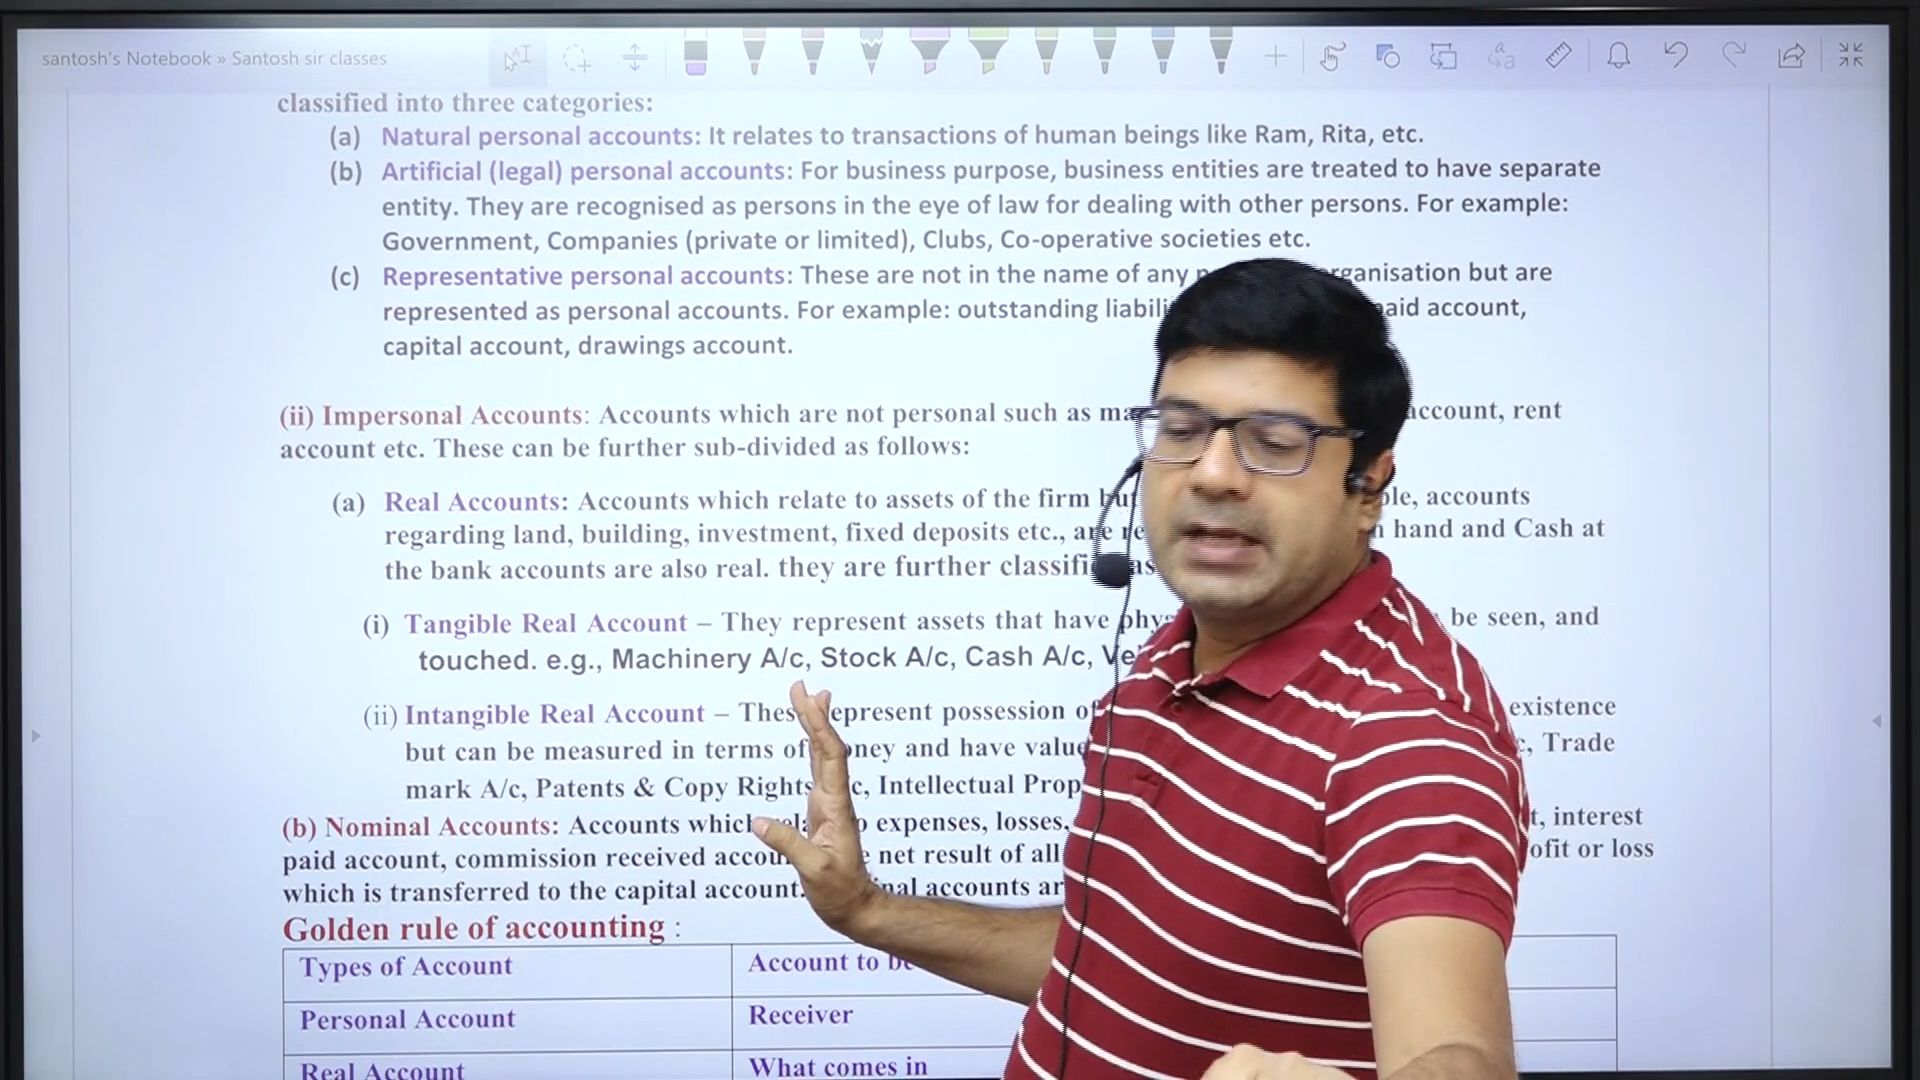 santosh's Notebook » Santosh sir classes
classified into three categories:
(a) Natural personal accounts: It relates to transactions of human beings like Ram, Rita, etc.
(b) Artificial (legal) personal accounts: For business purpose, business entities are treated to have separate
entity. They are recognised as persons in the eye of law for dealing with other persons. For example:
Government, Companies (private or limited), Clubs, Co-operative societies etc.
(c) Representative personal accounts: These are not in the name of any organisation but are
represented as personal accounts. For example: outstanding account,
capital account, drawings account.
(ii) Impersonal Accounts: Accounts which are not personal such as account, rent
account etc. These can be further sub-divided as follows:
(a) Real Accounts: Accounts which relate to assets of the firm but accounts
regarding land, building, investment, fixed deposits etc., are hand and Cash at
the bank accounts are also real. they are further as
(i) Tangible Real Account – They represent assets that have be seen, and
touched. e.g., Machinery A/c, Stock A/c, Cash A/c,
(ii) Intangible Real Account – represent possession of existence
but can be measured in terms of and have value Trade
mark A/c, Patents & Copy Rights Intellectual
(b) Nominal Accounts: Accounts which expenses, losses, interest
paid account, commission received net result of all or loss
which is transferred to the capital account. accounts
Golden rule of accounting :
Types of Account Account to be
Personal Account Receiver
Real Account What comes in